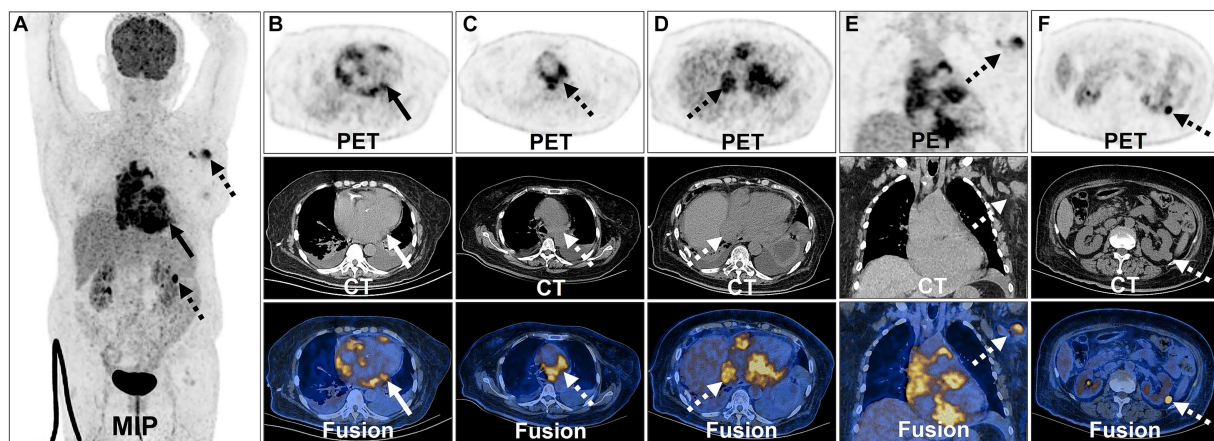 A B C D E F
PET PET PET PET PET
CT CT CT CT CT
MIP Fusion Fusion Fusion Fusion Fusion